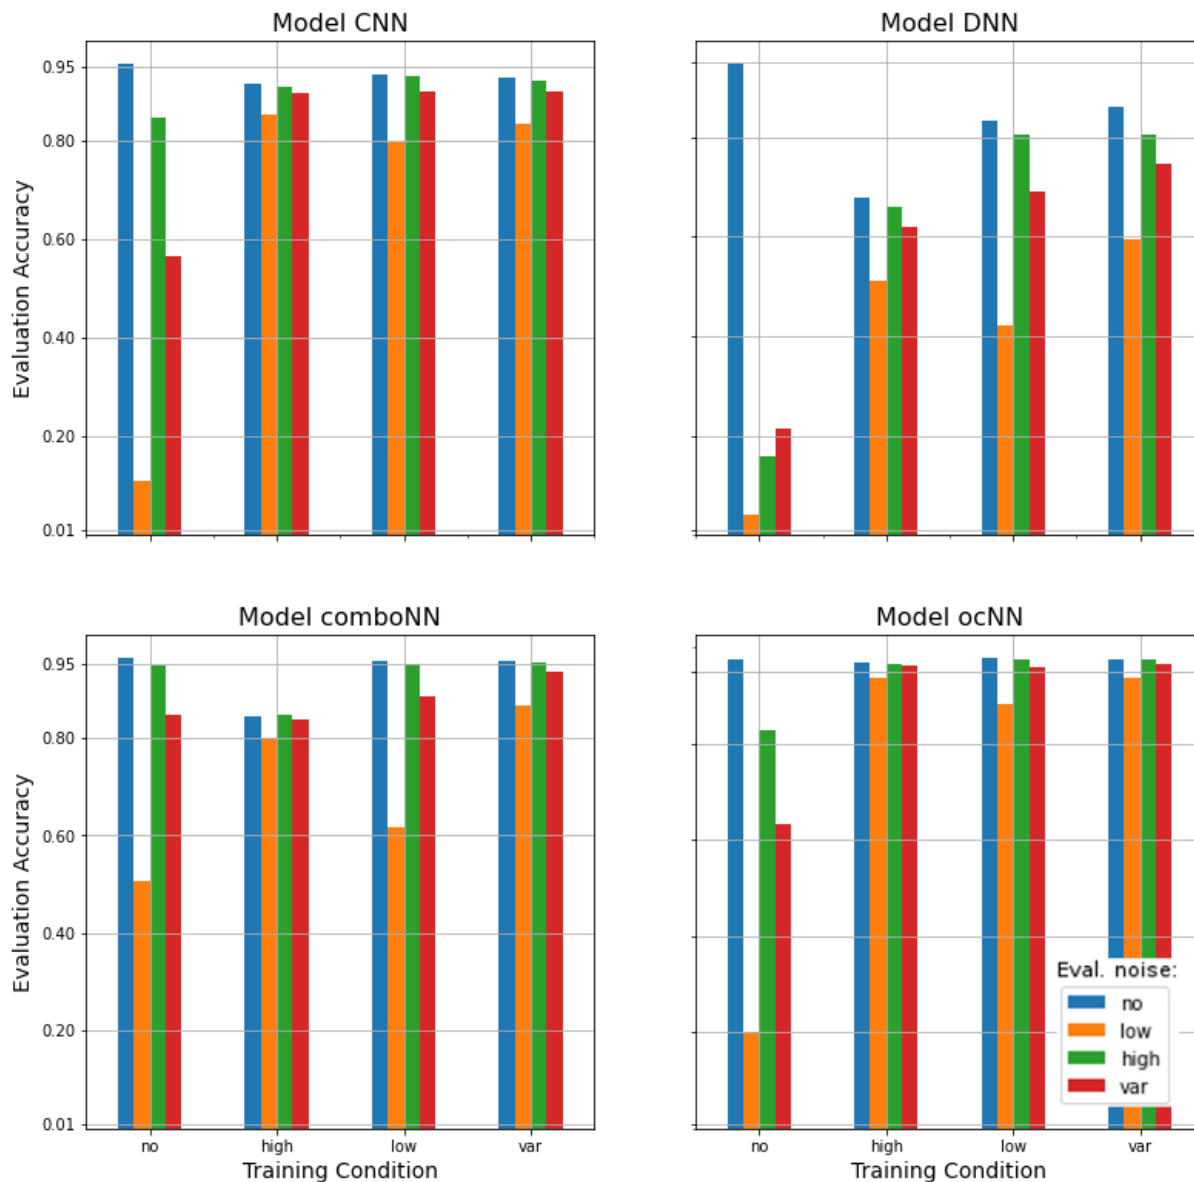 Model CNN
Evaluation Accuracy
0.95
0.80
0.60
0.40
0.20
0.01
Model DNN
Model comboNN
Evaluation Accuracy
0.95
0.80
0.60
0.40
0.20
0.01
no high low var
Training Condition
Model ocNN
Eval. noise:
no
low
high
var
no high low var
Training Condition